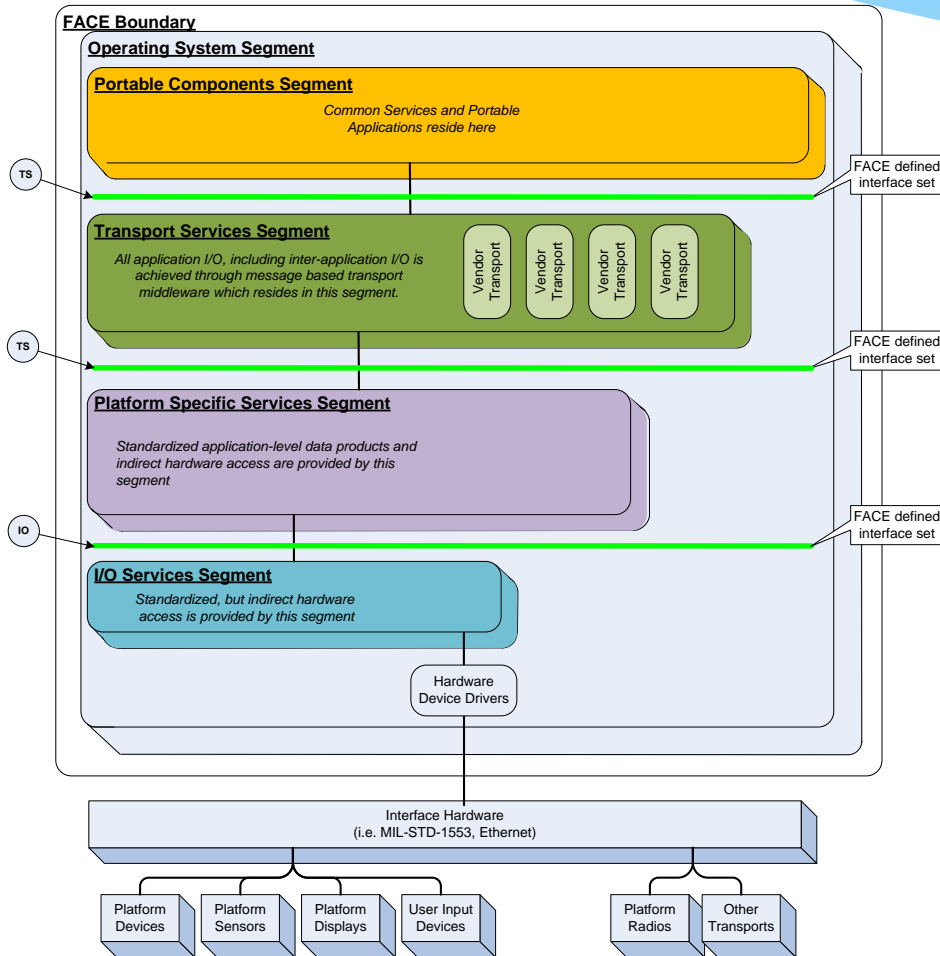 FACE Boundary
Operating System Segment
Portable Components Segment
Common Services and Portable
Applications reside here
TS
FACE defined
interface set
Transport Services Segment
All application I/O, including inter-application I/O is
achieved through message based transport
middleware which resides in this segment.
Vendor
Transport
Vendor
Transport
Vendor
Transport
Vendor
Transport
TS
FACE defined
interface set
Platform Specific Services Segment
Standardized application-level data products and
indirect hardware access are provided by this
segment
IO
FACE defined
interface set
I/O Services Segment
Standardized, but indirect hardware
access is provided by this segment
Hardware
Device Drivers
Interface Hardware
(i.e. MIL-STD-1553, Ethernet)
Platform
Devices
Platform
Sensors
Platform
Displays
User Input
Devices
Platform
Radios
Other
Transports